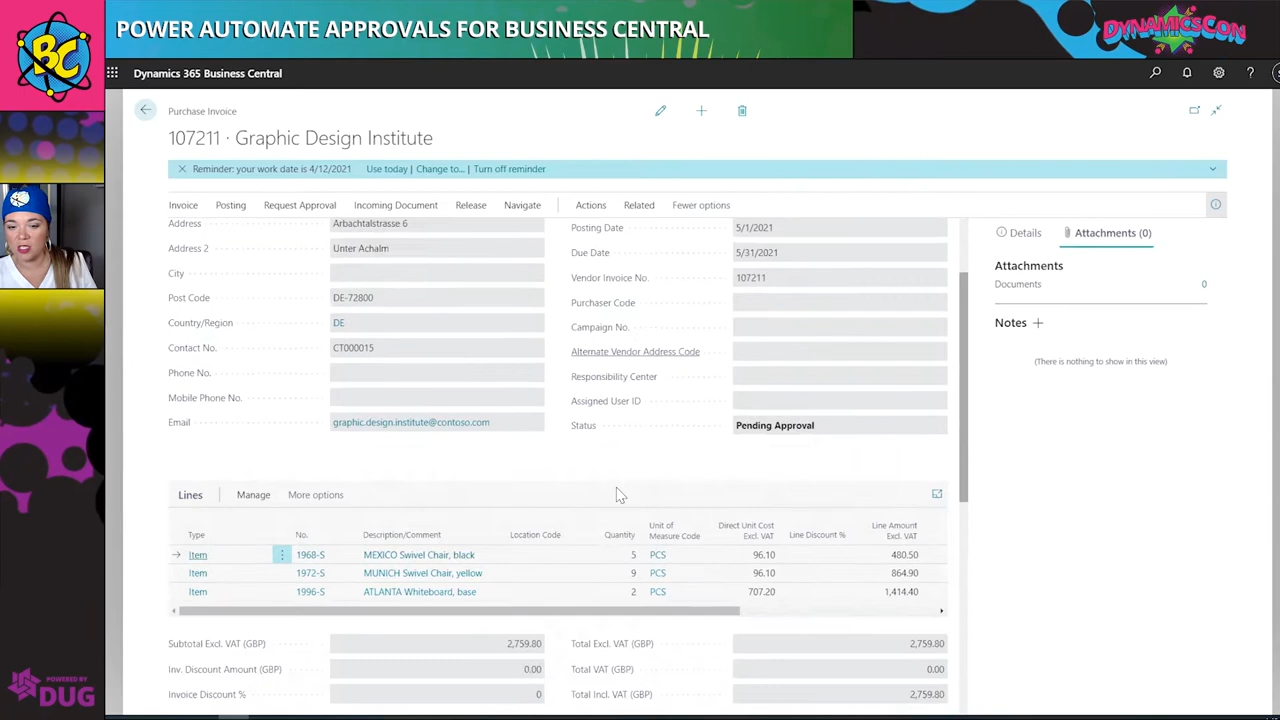 POWER AUTOMATE APPROVALS FOR BUSINESS CENTRAL
BC
DYNAMICSCON
Dynamics 365 Business Central
Purchase Invoice
107211 · Graphic Design Institute
Reminder: your work date is 4/12/2021 Use today | Change to... | Turn off reminder
Invoice Posting Request Approval Incoming Document Release Navigate Actions Related Fewer options
Details Attachments (0)
Address Arbachtalstrasse 6
Address 2 Unter Achalm
City
Post Code DE-72800
Country/Region DE
Contact No. CT000015
Phone No.
Mobile Phone No.
Email graphic.design.institute@contoso.com
Posting Date 5/1/2021
Due Date 5/31/2021
Vendor Invoice No. 107211
Purchaser Code
Campaign No.
Alternate Vendor Address Code
Responsibility Center
Assigned User ID
Status Pending Approval
Attachments
Documents 0
Notes +
(There is nothing to show in this view)
Lines Manage More options
Type No. Description/Comment Location Code Quantity Unit of Measure Code Direct Unit Cost Excl. VAT Line Discount % Line Amount Excl. VAT
Item 1968-S MEXICO Swivel Chair, black 5 PCS 96.10 480.50
Item 1972-S MUNICH Swivel Chair, yellow 9 PCS 96.10 864.90
Item 1996-S ATLANTA Whiteboard, base 2 PCS 707.20 1,414.40
Subtotal Excl. VAT (GBP) 2,759.80
Inv. Discount Amount (GBP) 0.00
Invoice Discount % 0
Total Excl. VAT (GBP) 2,759.80
Total VAT (GBP) 0.00
Total Incl. VAT (GBP) 2,759.80
POWERED BY
DUG